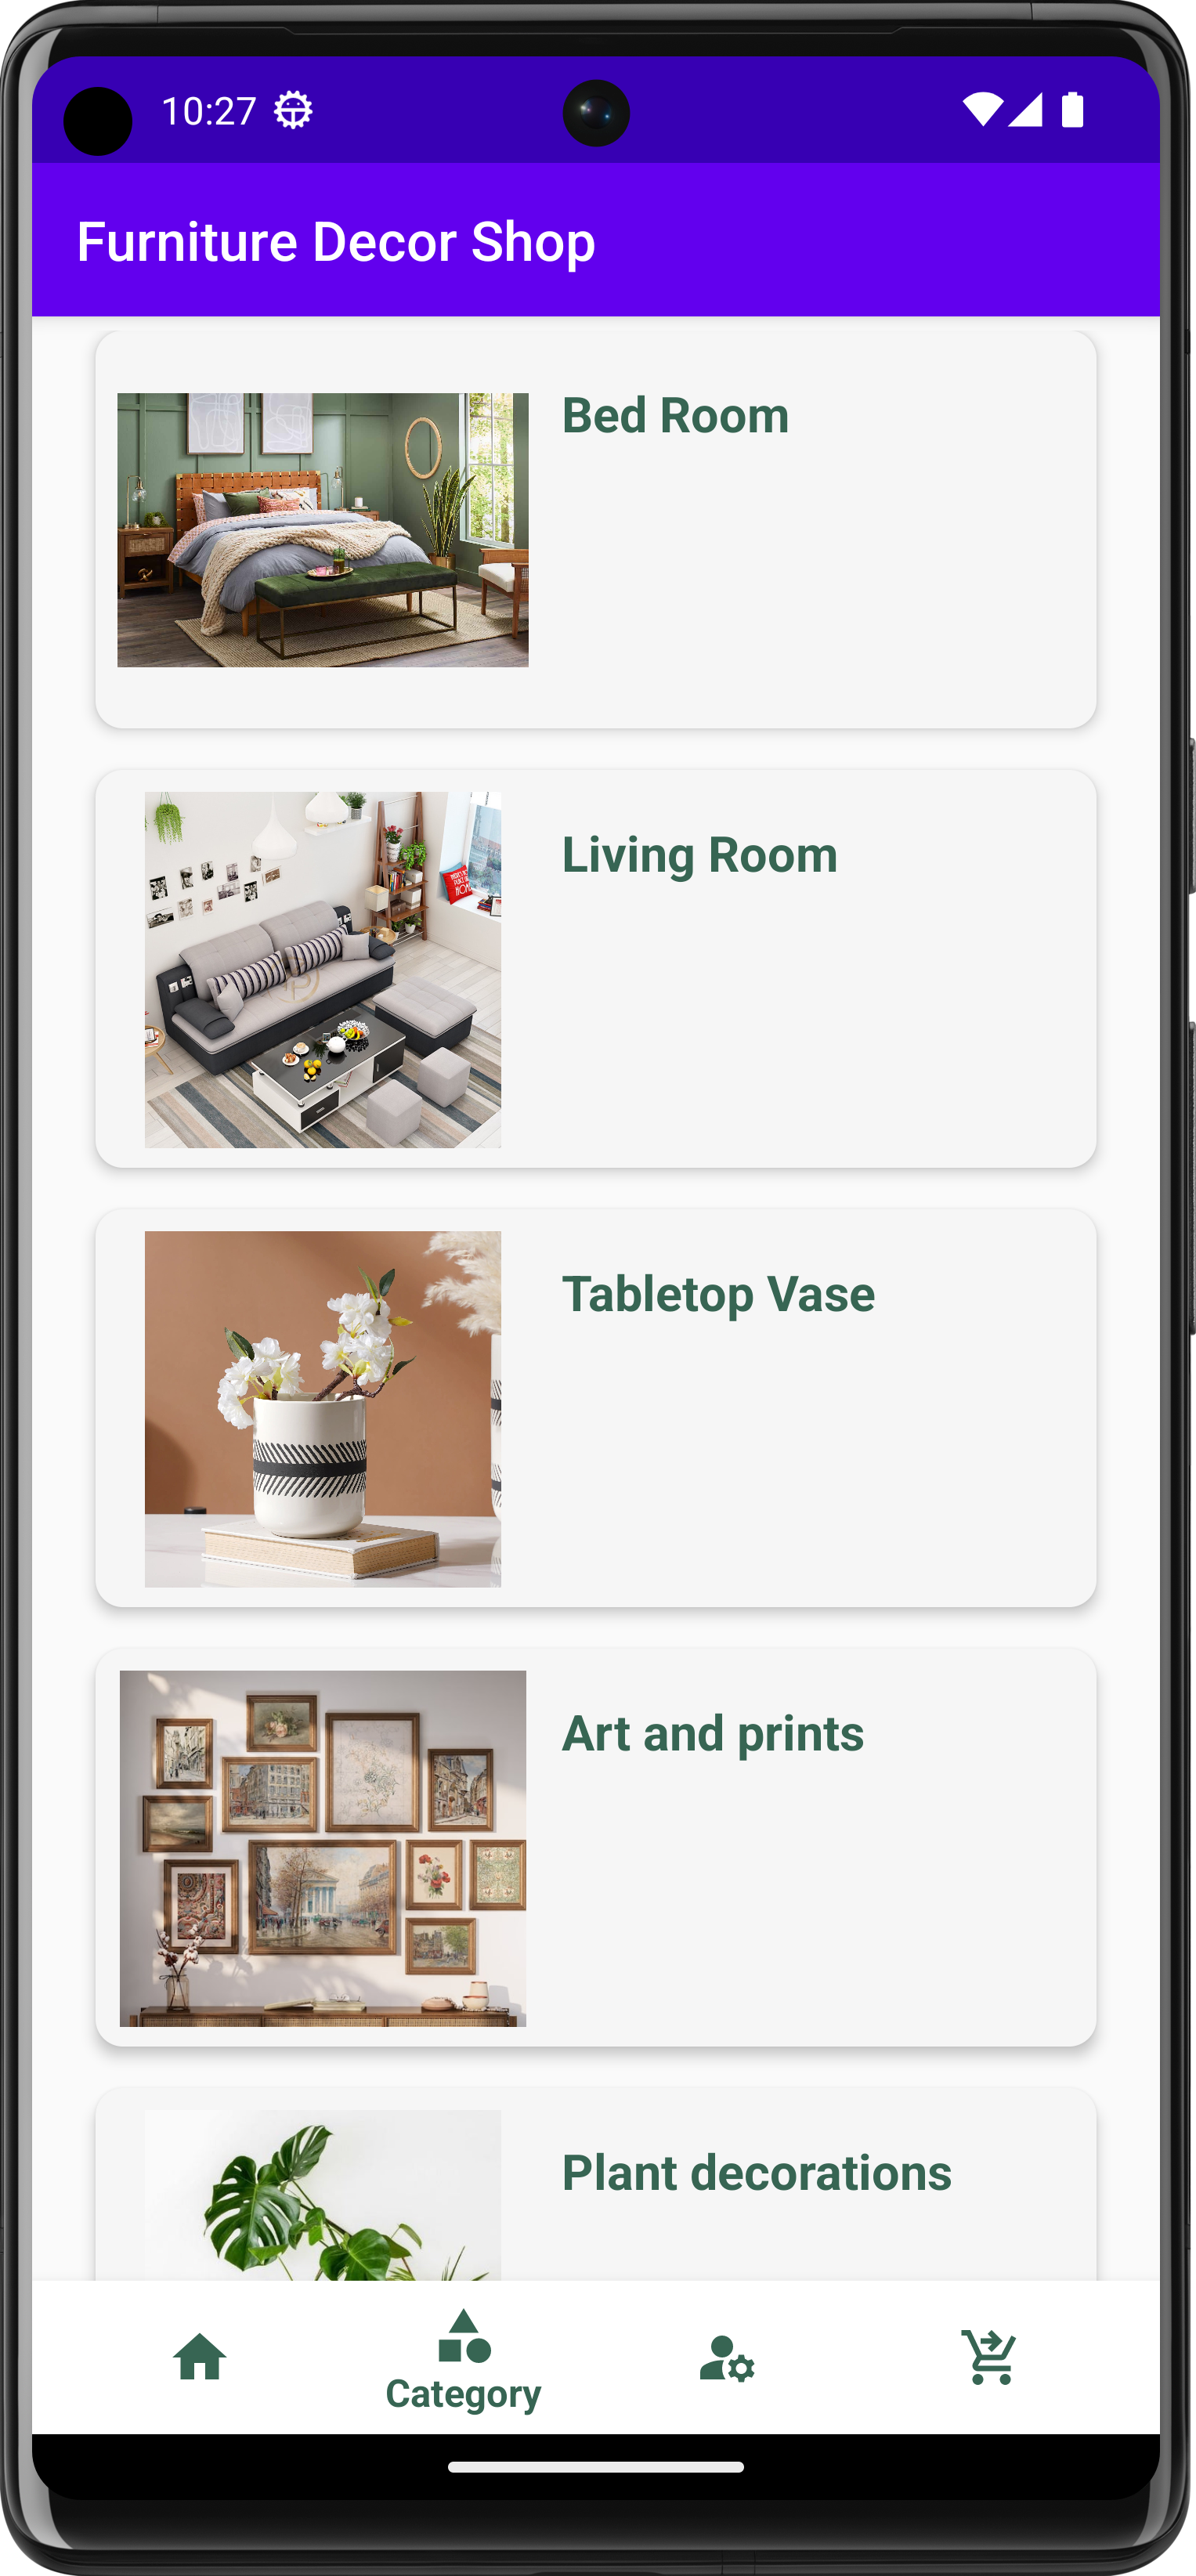 10:27
Furniture Decor Shop
Bed Room
Living Room
Tabletop Vase
Art and prints
Plant decorations
Category